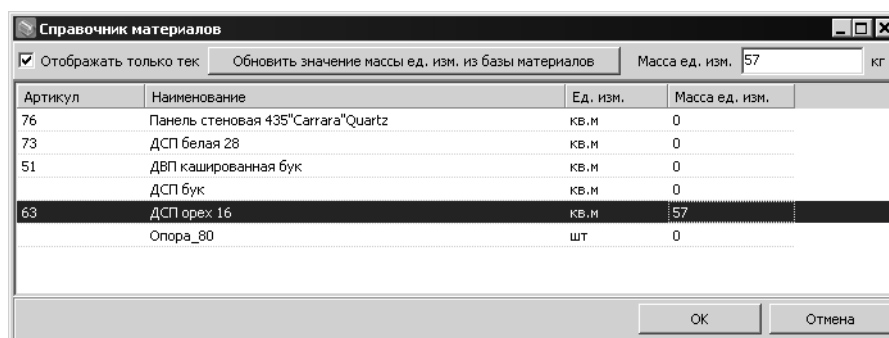 Справочник материалов
Отображать только тек Обновить значение массы ед. изм. из базы материалов Масса ед. изм. 57 кг
Артикул Наименование Ед. изм. Масса ед. изм.
76 Панель стеновая 435"Carrara"Quartz кв.м 0
73 ДСП белая 28 кв.м 0
51 ДВП кашированная бук кв.м 0
ДСП бук кв.м 0
63 ДСП орех 16 кв.м 57
Опора_80 шт 0
OK Отмена